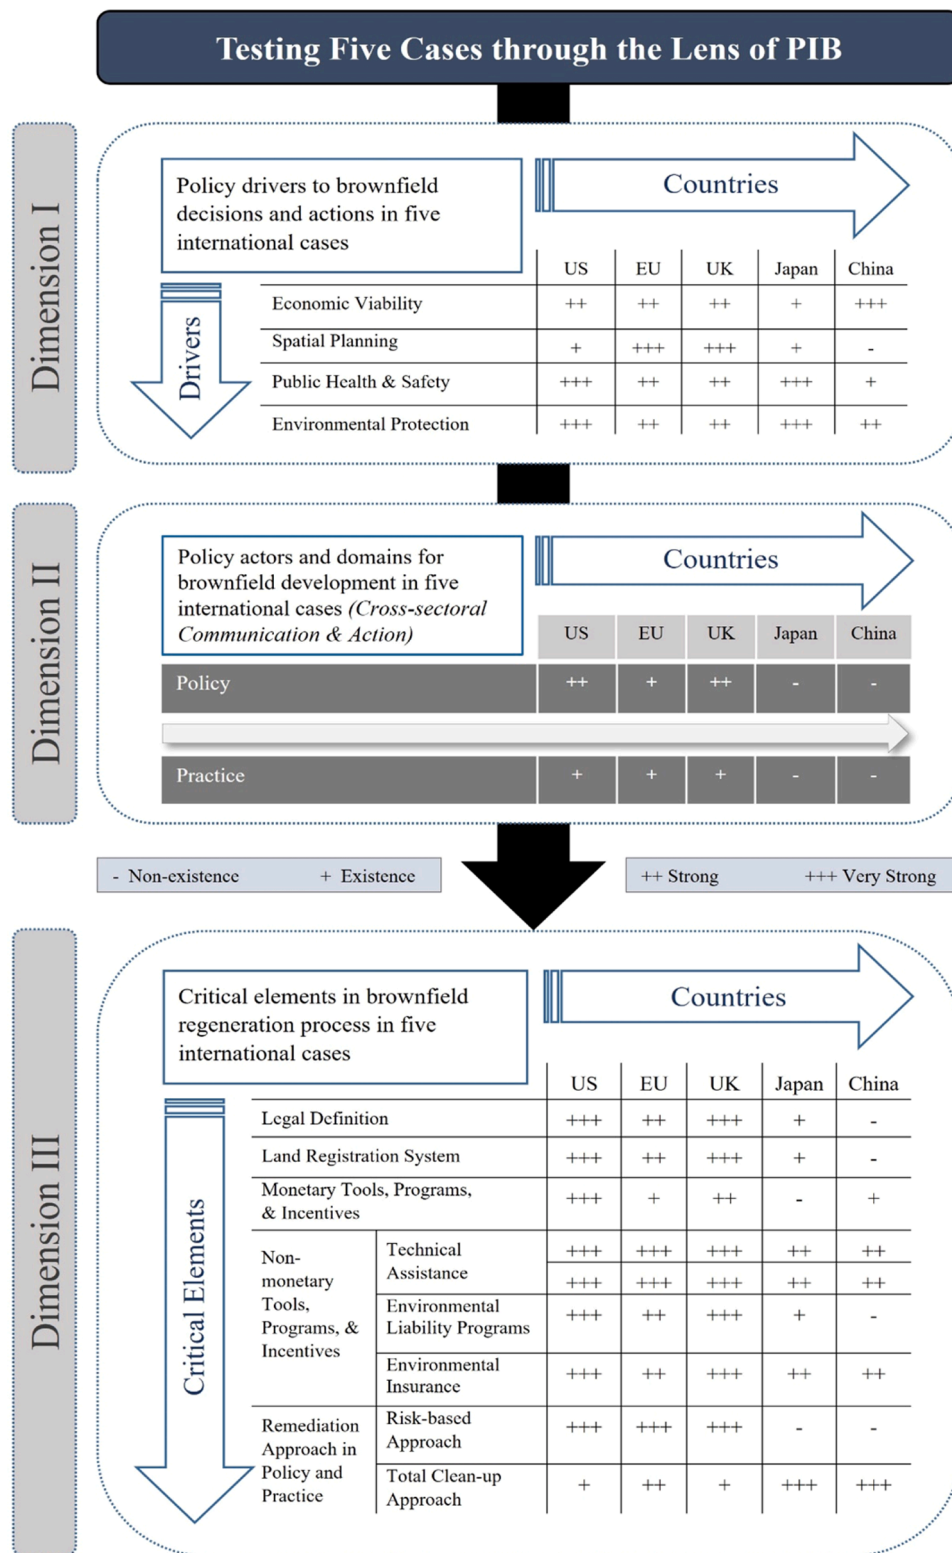 Testing Five Cases through the Lens of PIB
Dimension I
Policy drivers to brownfield
decisions and actions in five
international cases
Countries
US EU UK Japan China
Drivers
Economic Viability ++ ++ ++ + +++
Spatial Planning + +++ +++ + -
Public Health & Safety +++ ++ ++ +++ +
Environmental Protection +++ ++ ++ +++ ++
Dimension II
Policy actors and domains for
brownfield development in five
international cases (Cross-sectoral
Communication & Action)
Countries
US EU UK Japan China
Policy ++ + ++ - -
Practice + + + - -
- Non-existence + Existence
++ Strong +++ Very Strong
Dimension III
Critical elements in brownfield
regeneration process in five
international cases
Countries
US EU UK Japan China
Critical Elements
Legal Definition +++ ++ +++ + -
Land Registration System +++ ++ +++ + -
Monetary Tools, Programs,
& Incentives +++ + ++ - +
Non-
monetary
Tools,
Programs, &
Incentives
Technical +++ +++ +++ ++ ++
Assistance +++ +++ +++ ++ ++
Environmental
Liability Programs +++ ++ +++ + -
Environmental
Insurance +++ ++ +++ ++ ++
Remediation
Approach in
Policy and
Practice
Risk-based
Approach +++ +++ +++ - -
Total Clean-up
Approach + ++ + +++ +++